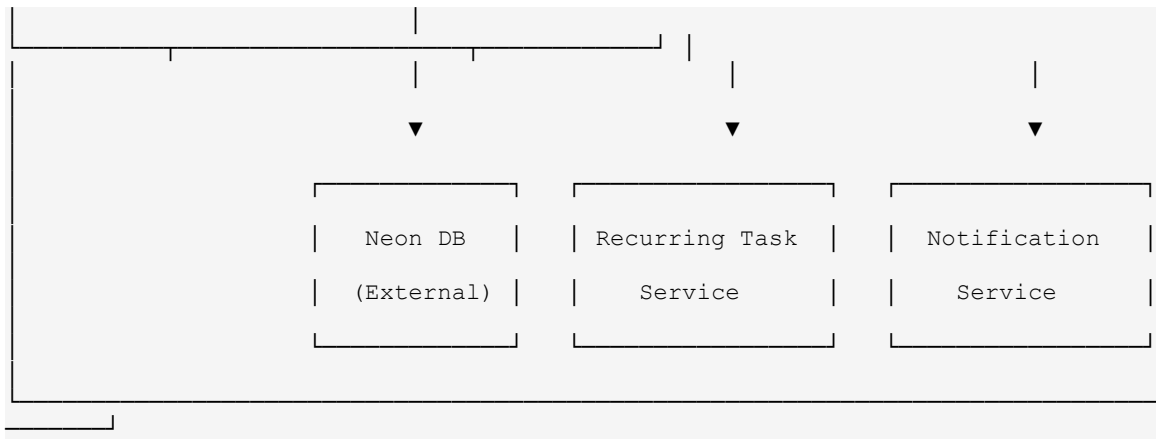 Neon DB Recurring Task Notification
(External) Service Service